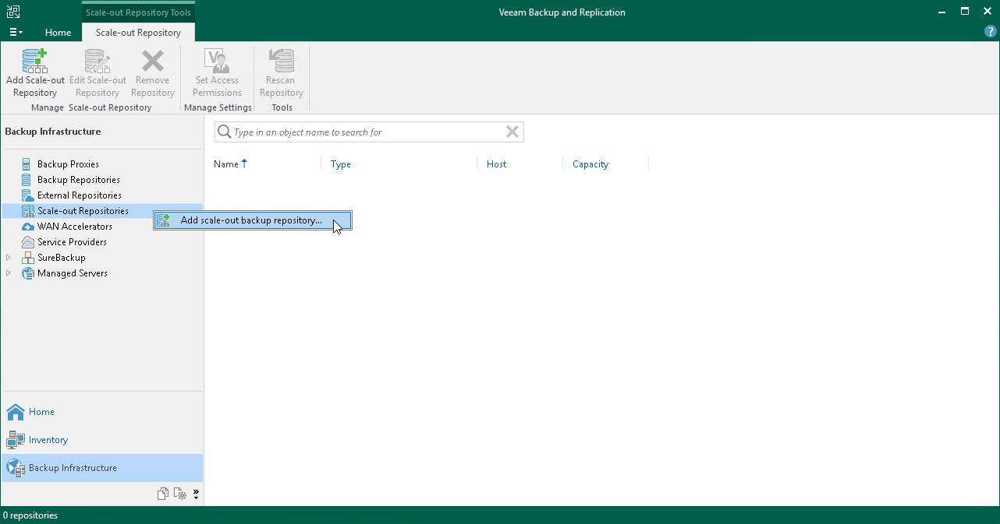 Scale-out Repository Tools
Veeam Backup and Replication
Home
Scale-out Repository
?
Add Scale-out
Repository
Edit Scale-out
Repository
Remove
Repository
V
Set Access
Permissions
Rescan
Repository
Manage Scale-out Repository
Manage Settings
Tools
Backup Infrastructure
Type in an object name to search for
Name
Type
Host
Capacity
Backup Proxies
Backup Repositories
External Repositories
Scale-out Repositories
Add scale-out backup repository...
WAN Accelerators
Service Providers
SureBackup
Managed Servers
Home
Inventory
Backup Infrastructure
0 repositories